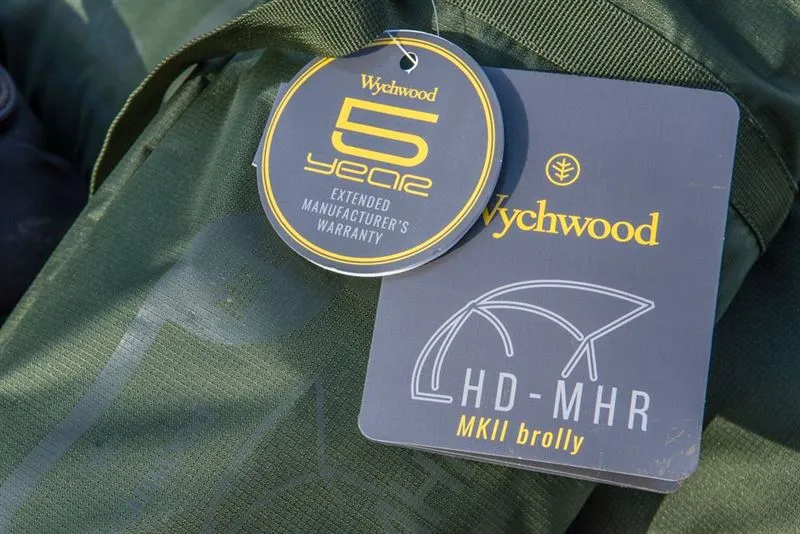 Wychwood
5
YEAR
EXTENDED
MANUFACTURER'S
WARRANTY
Wychwood
HD-MHR
MKII brolly